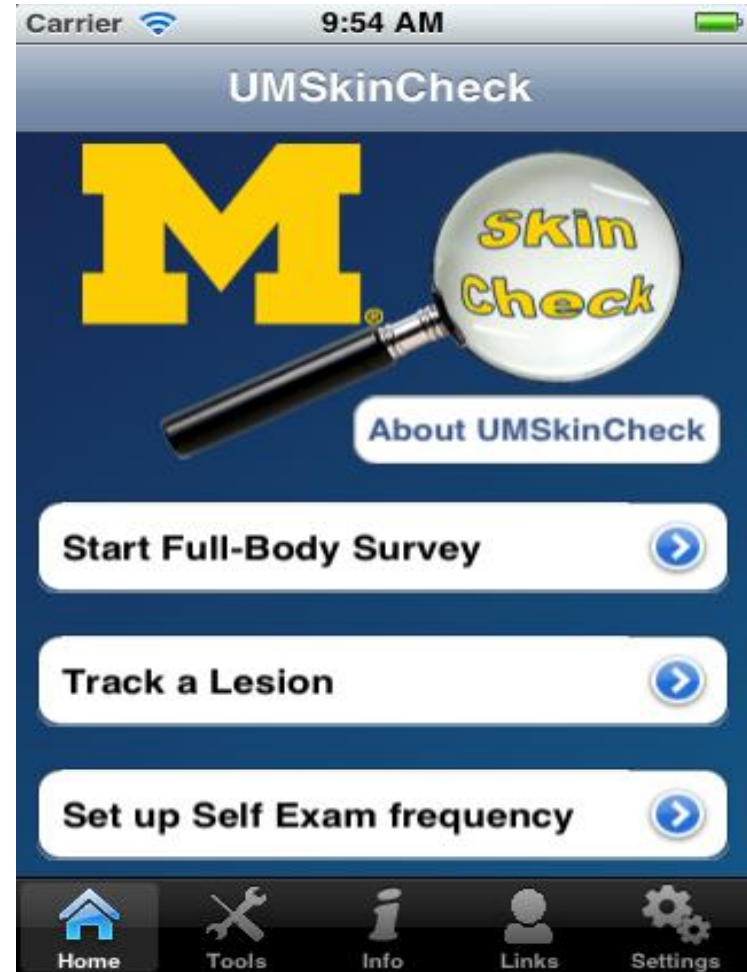 Carrier 9:54 AM
UMSkinCheck
M®
Skin
Check
About UMSkinCheck
Start Full-Body Survey
Track a Lesion
Set up Self Exam frequency
Home Tools Info Links Settings